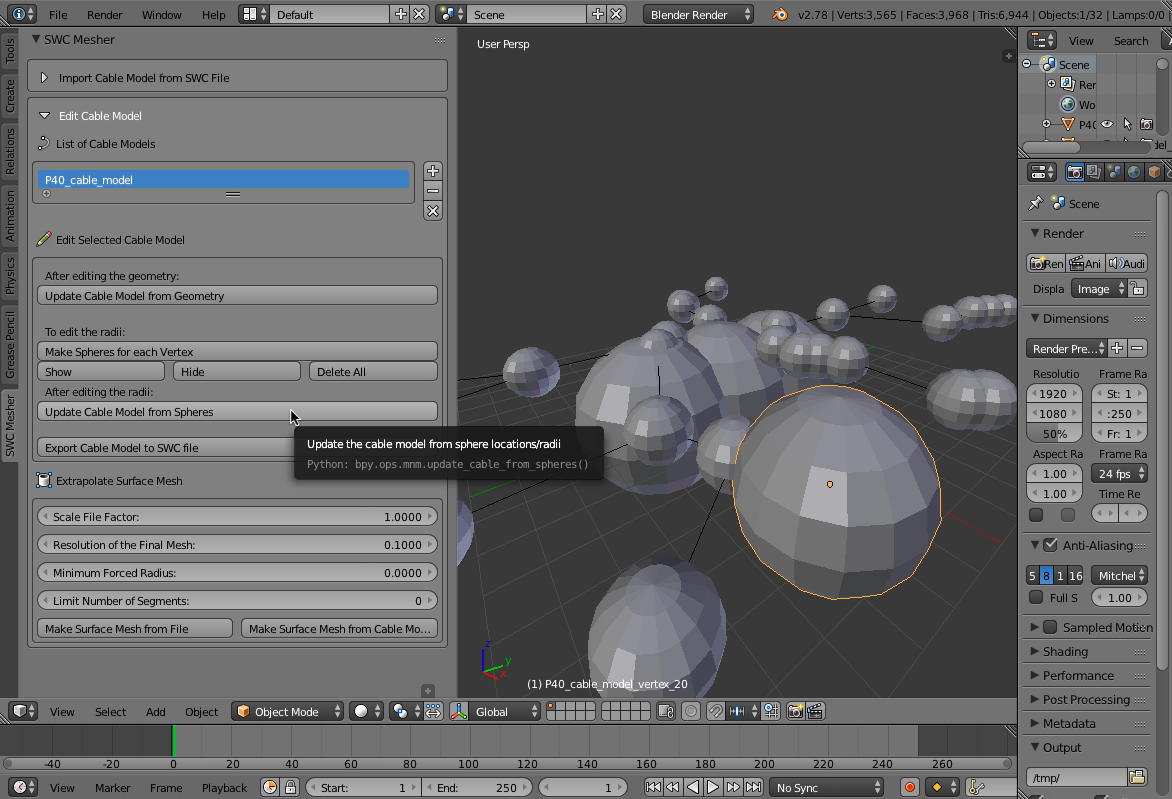 File Render Window Help Default Scene Blender Render v2.78 | Verts:3,565 | Faces:3,968 | Tris:6,944 | Objects:1/32 | Lamps:0/0
Tools
Create
Relations
Animation
Physics
Grease Pencil
SWC Mesher
SWC Mesher
Import Cable Model from SWC File
Edit Cable Model
List of Cable Models
P40_cable_model
Edit Selected Cable Model
After editing the geometry:
Update Cable Model from Geometry
To edit the radii:
Make Spheres for each Vertex
Show Hide Delete All
After editing the radii:
Update Cable Model from Spheres
Export Cable Model to SWC file
Update the cable model from sphere locations/radii
Python: bpy.ops.mnm.update_cable_from_spheres()
Extrapolate Surface Mesh
Scale File Factor: 1.0000
Resolution of the Final Mesh: 0.1000
Minimum Forced Radius: 0.0000
Limit Number of Segments: 0
Make Surface Mesh from File Make Surface Mesh from Cable Mo...
User Persp
z
y
x
(1) P40_cable_model_vertex_20
View Select Add Object Object Mode Global
-40 -20 0 20 40 60 80 100 120 140 160 180 200 220 240 260
View Marker Frame Playback Start: 1 End: 250 1 No Sync
View Search
Scene
Rer
Wo
P40
Scene
Render
Ren Ani Audi
Displa Image
Dimensions
Render Pre...
Resolutio Frame Ra
1920 St: 1
1080 :250
50% Fr: 1
Aspect Ra Frame Ra
1.00 24 fps
1.00 Time Re
Anti-Aliasing
5 8 1 16 Mitchel
Full S 1.00
Sampled Motion
Shading
Performance
Post Processing
Metadata
Output
/tmp/